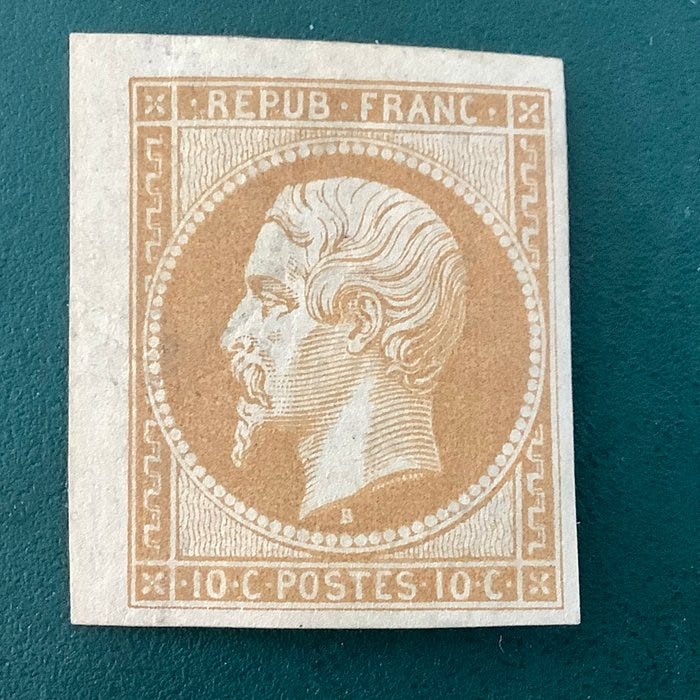 · REPUB · FRANC ·
B
· 10 · C · POSTES · 10 · C ·